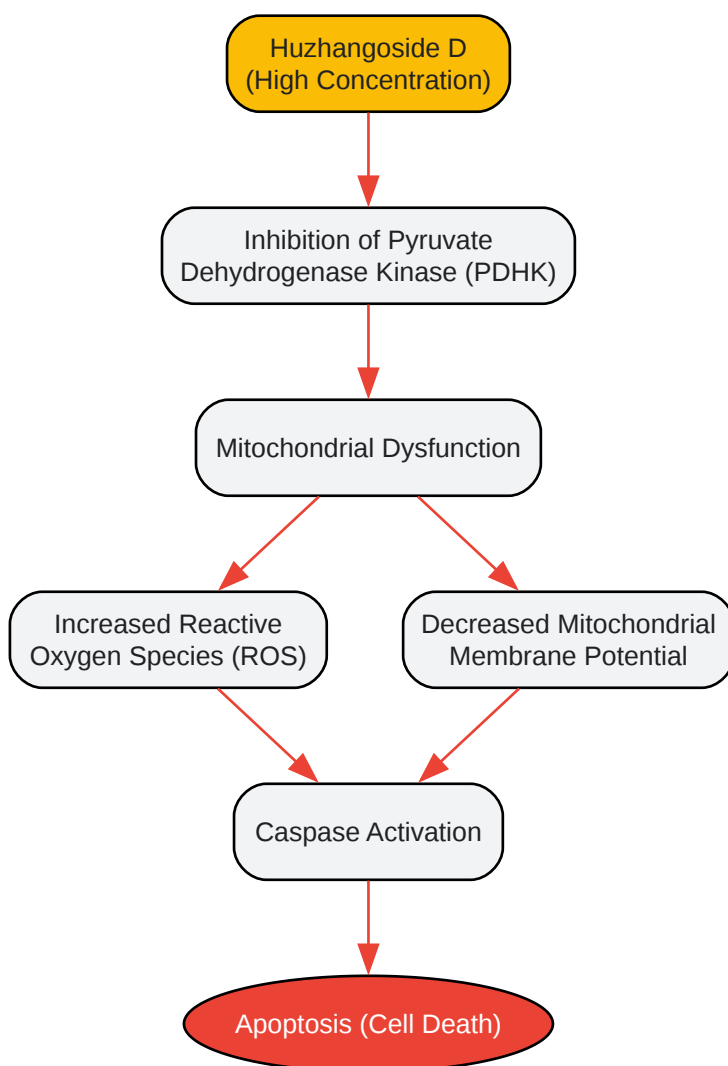 Huzhangoside D
(High Concentration)
Inhibition of Pyruvate
Dehydrogenase Kinase (PDHK)
Mitochondrial Dysfunction
Increased Reactive
Oxygen Species (ROS)
Decreased Mitochondrial
Membrane Potential
Caspase Activation
Apoptosis (Cell Death)